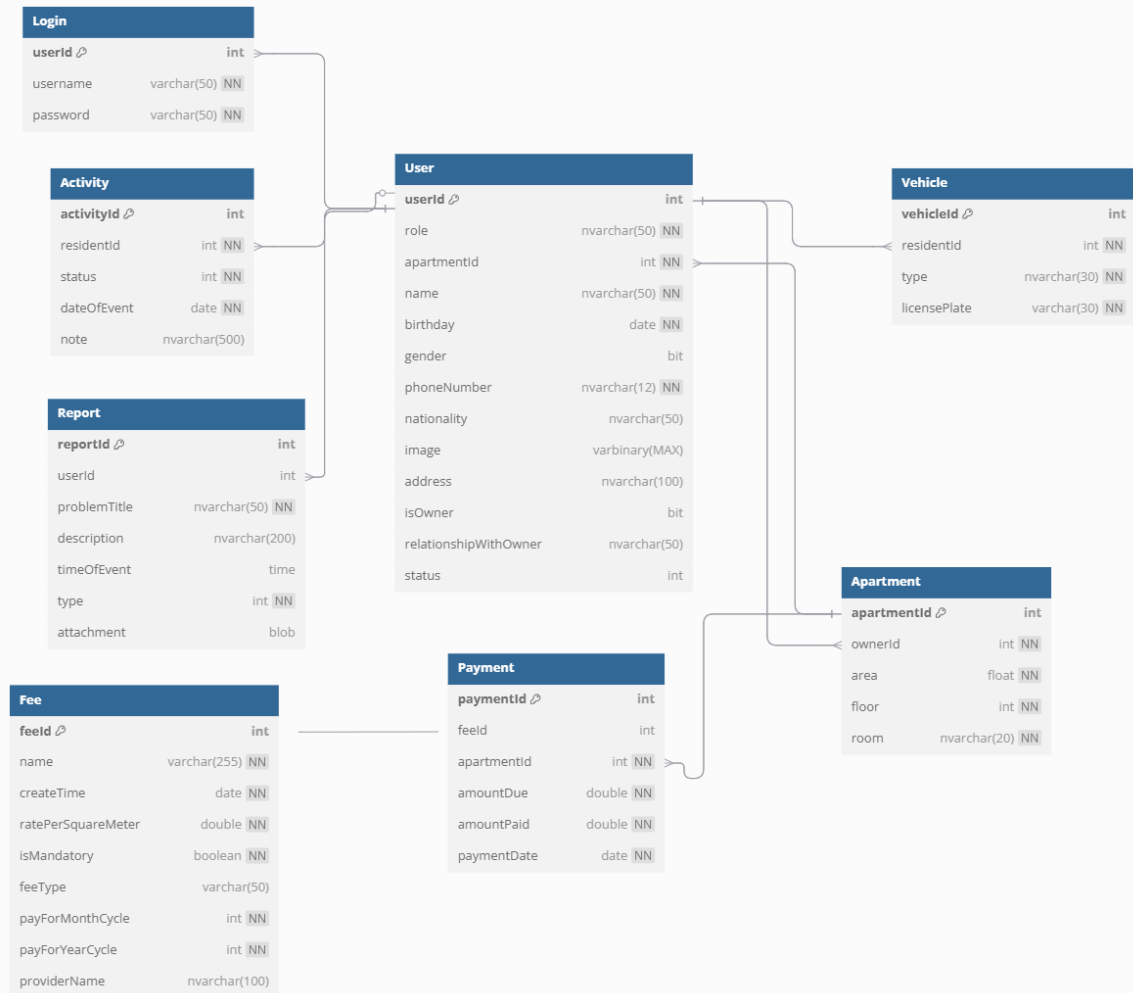 Login
userId int
username varchar(50) NN
password varchar(50) NN
Activity
activityId int
residentId int NN
status int NN
dateOfEvent date NN
note nvarchar(500)
Report
reportId int
userId int
problemTitle nvarchar(50) NN
description nvarchar(200)
timeOfEvent time
type int NN
attachment blob
Fee
feeId int
name varchar(255) NN
createTime date NN
ratePerSquareMeter double NN
isMandatory boolean NN
feeType varchar(50)
payForMonthCycle int NN
payForYearCycle int NN
providerName nvarchar(100)
User
userId int
role nvarchar(50) NN
apartmentId int NN
name nvarchar(50) NN
birthday date NN
gender bit
phoneNumber nvarchar(12) NN
nationality nvarchar(50)
image varbinary(MAX)
address nvarchar(100)
isOwner bit
relationshipWithOwner nvarchar(50)
status int
Payment
paymentId int
feeId int
apartmentId int NN
amountDue double NN
amountPaid double NN
paymentDate date NN
Vehicle
vehicleId int
residentId int NN
type nvarchar(30) NN
licensePlate varchar(30) NN
Apartment
apartmentId int
ownerId int NN
area float NN
floor int NN
room nvarchar(20) NN